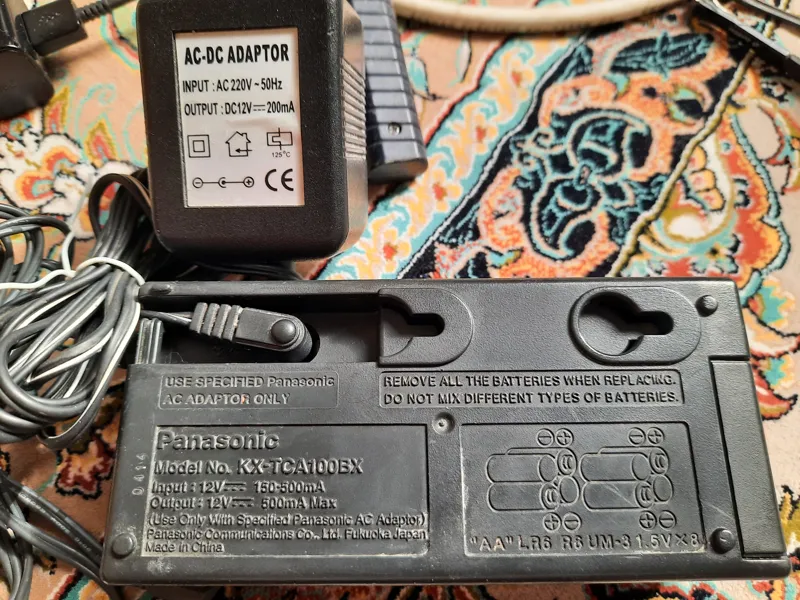 AC-DC ADAPTOR
INPUT : AC 220V ~ 50Hz
OUTPUT : DC12V ⎓ 200mA
125°C
CE
USE SPECIFIED Panasonic
AC ADAPTOR ONLY
REMOVE ALL THE BATTERIES WHEN REPLACING.
DO NOT MIX DIFFERENT TYPES OF BATTERIES.
Panasonic
Model No. KX-TCA100BX
Input : 12V ⎓ 150-500mA
Output : 12V ⎓ 500mA Max
(Use Only With Specified Panasonic AC Adaptor)
Panasonic Communications Co., Ltd. Fukuoka Japan
Made in China
0414
"AA" LR6 R6 UM-3 1.5V×8